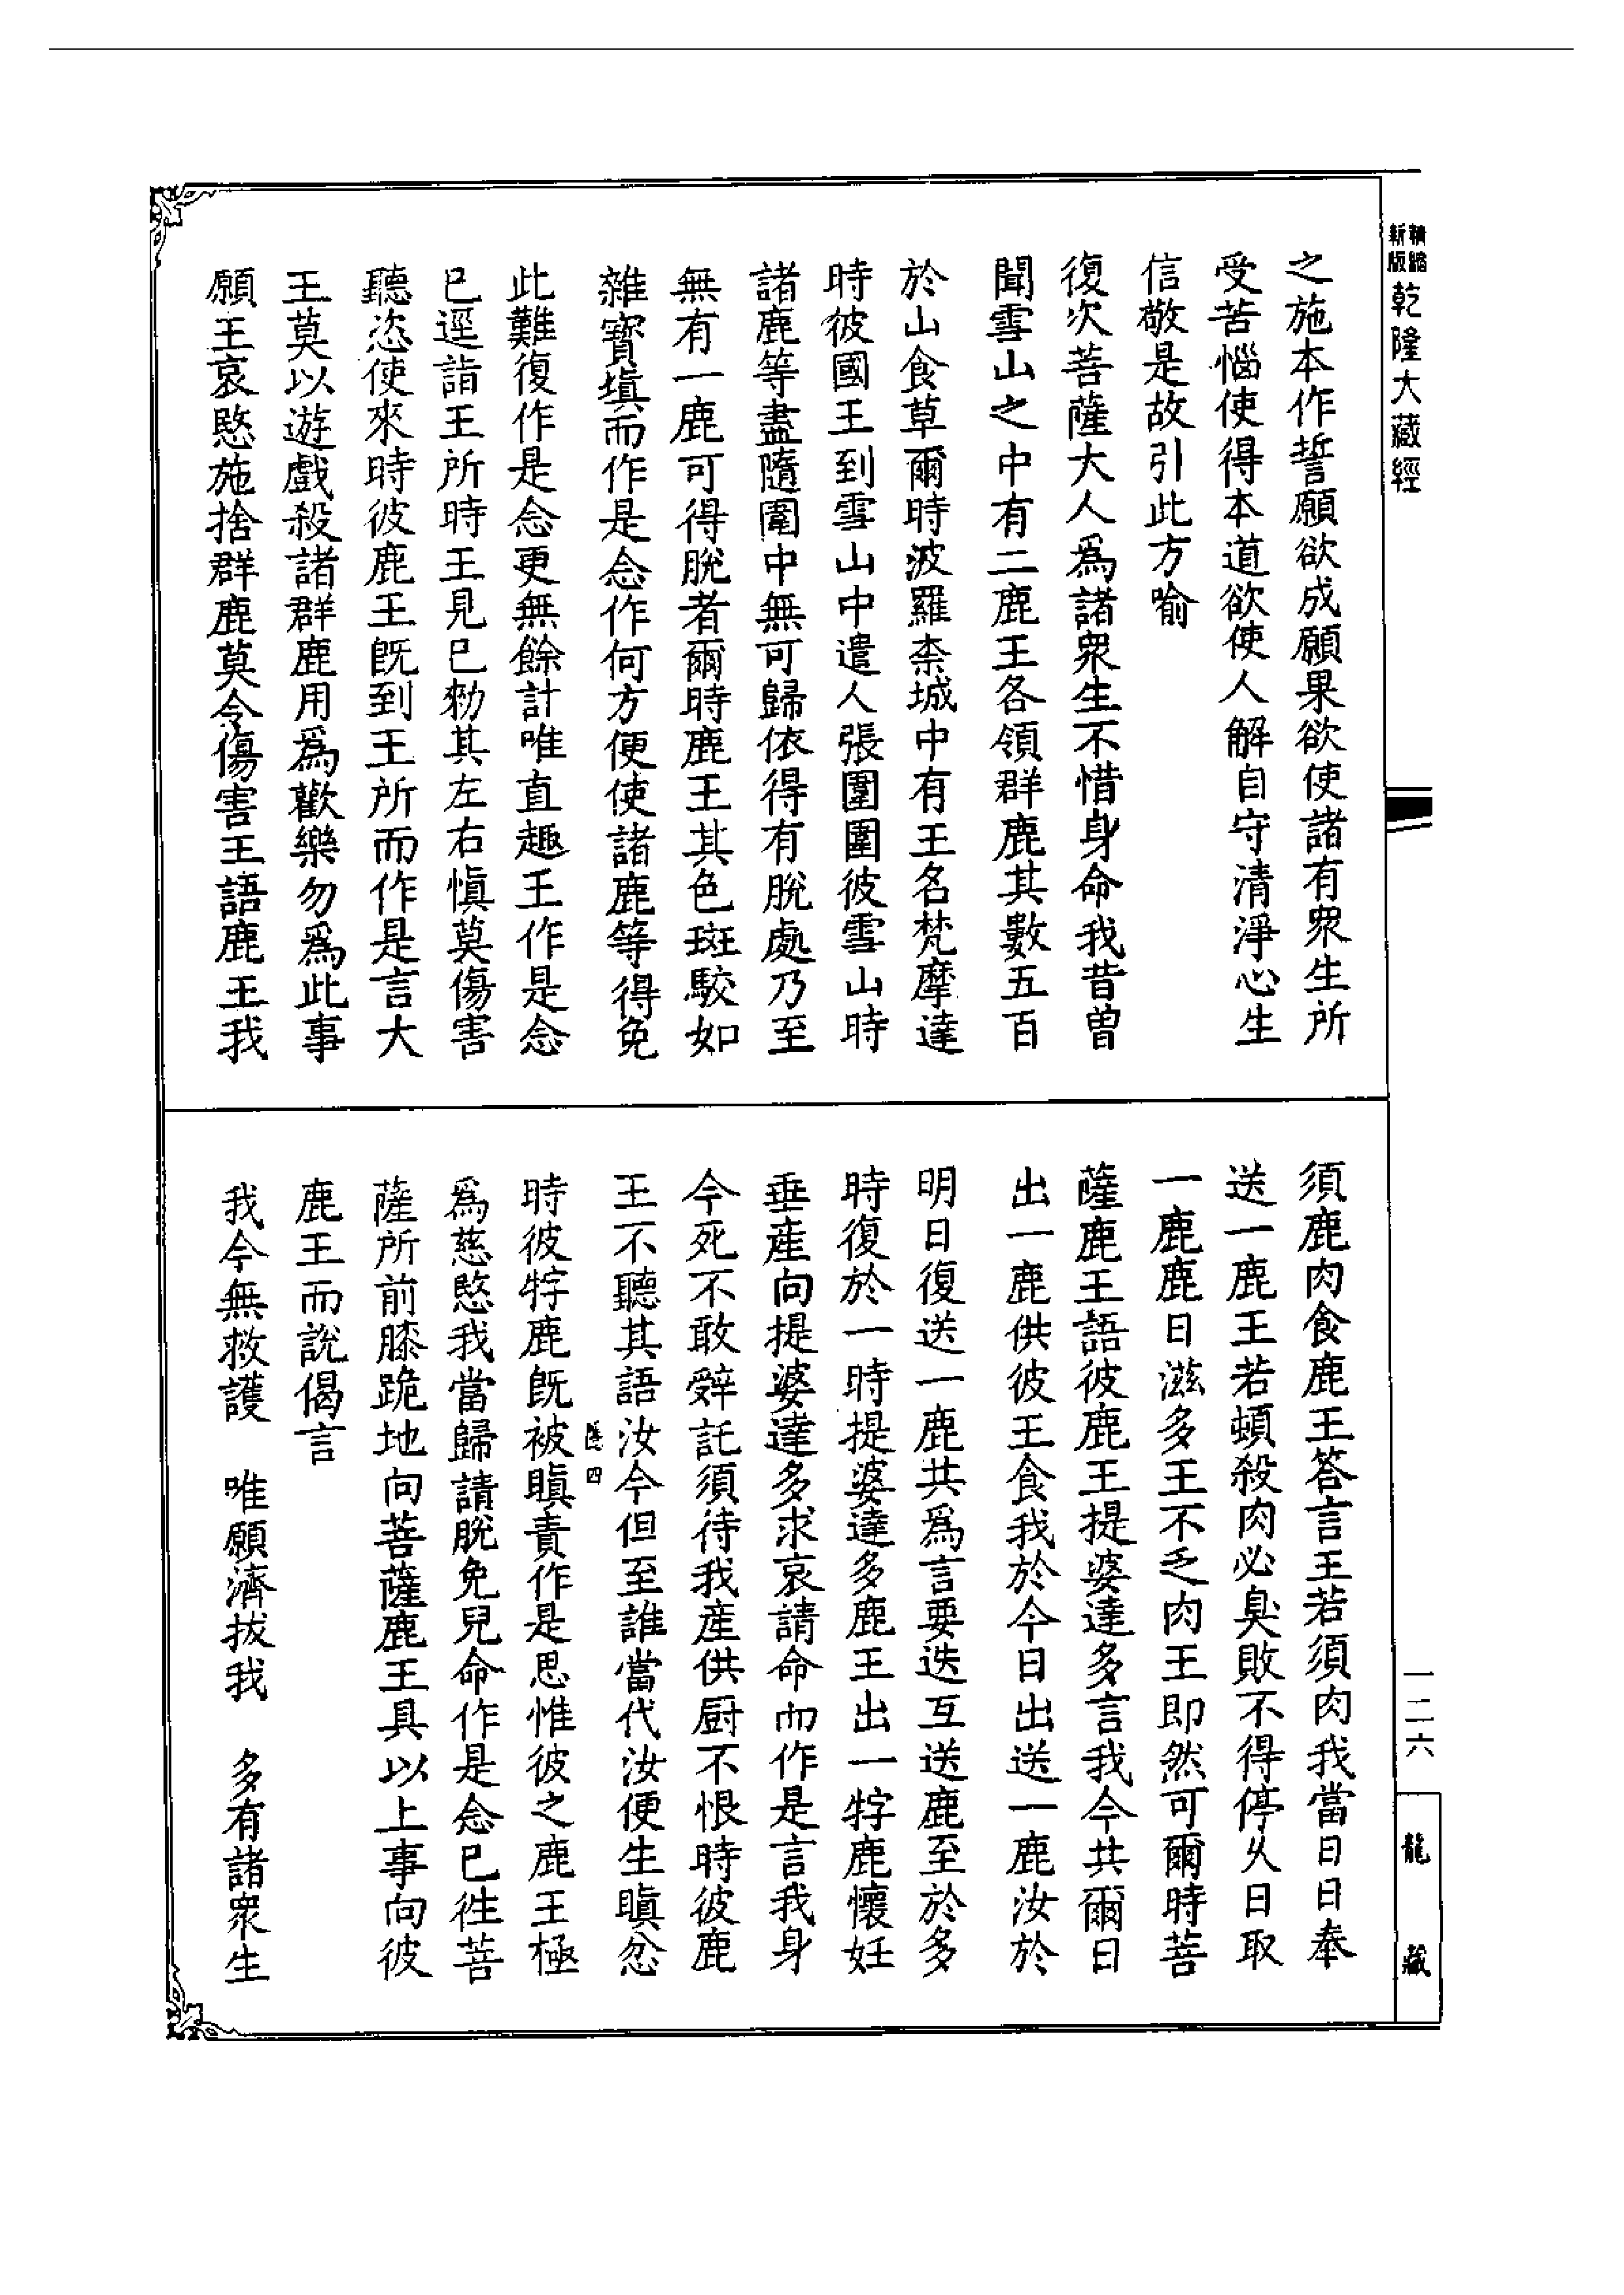 精縮
新版
乾隆大藏經
之施本作誓願欲成願果欲使諸有衆生所
受苦惱使得本道欲使人解自守清淨心生
信敬是故引此方喻
復次菩薩大人爲諸衆生不惜身命我昔曾
聞雪山之中有二鹿王各領群鹿其數五百
於山食草爾時波羅柰城中有王名梵摩達
時彼國王到雪山中遣人張圍圍彼雪山時
諸鹿等盡隨圍中無可歸依得有脫處乃至
無有一鹿可得脫者爾時鹿王其色斑駮如
雜寶塡而作是念作何方便使諸鹿等得免
此難復作是念更無餘計唯直趣王作是念
已逕詣王所時王見已勑其左右愼莫傷害
聽恣使來時彼鹿王旣到王所而作是言大
王莫以遊戲殺諸群鹿用爲歡樂勿爲此事
願王哀愍施捨群鹿莫令傷害王語鹿王我
須鹿肉食鹿王答言王若須肉我當日日奉
送一鹿王若頓殺肉必臭敗不得停久日取
一鹿鹿日滋多王不乏肉王即然可爾時菩
薩鹿王語彼鹿王提婆達多言我今共爾日
出一鹿供彼王食我於今日出送一鹿汝於
明日復送一鹿共爲言要迭互送鹿至於多
時復於一時提婆達多鹿王出一牸鹿懷妊
垂産向提婆達多求哀請命而作是言我身
今死不敢辭託須待我産供厨不恨時彼鹿
王不聽其語汝今但至誰當代汝便生瞋忿
時彼牸鹿旣被瞋責作是思惟彼之鹿王極
爲慈愍我當歸請脫免兒命作是念已徃菩
薩所前膝跪地向菩薩鹿王具以上事向彼
鹿王而說偈言
我今無救護　唯願濟拔我　多有諸衆生
四
一二六
龍
藏